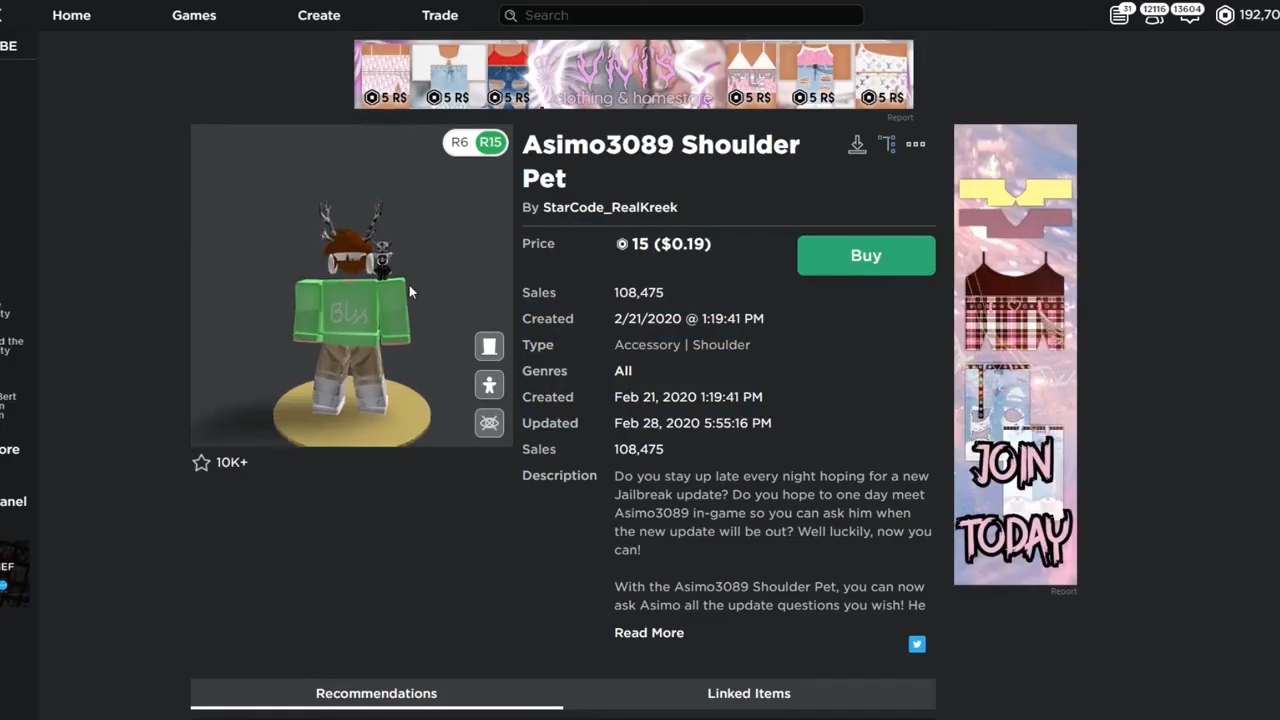 Home
Games
Create
Trade
Search
31
12116
13604
192,70
BE
5 R$
5 R$
5 R$
VIVI'S
clothing & homestore
5 R$
5 R$
5 R$
Report
R6
R15
Asimo3089 Shoulder
Pet
By StarCode_RealKreek
Price
15 ($0.19)
Buy
Sales
108,475
Created
2/21/2020 @ 1:19:41 PM
Type
Accessory | Shoulder
Genres
All
Created
Feb 21, 2020 1:19:41 PM
Updated
Feb 28, 2020 5:55:16 PM
Sales
108,475
Description
Do you stay up late every night hoping for a new
Jailbreak update? Do you hope to one day meet
Asimo3089 in-game so you can ask him when
the new update will be out? Well luckily, now you
can!
With the Asimo3089 Shoulder Pet, you can now
ask Asimo all the update questions you wish! He
Read More
Bliss
10K+
ty
d the
ty
Bert
n
n
ore
anel
EF
JOIN
TODAY
Report
Recommendations
Linked Items